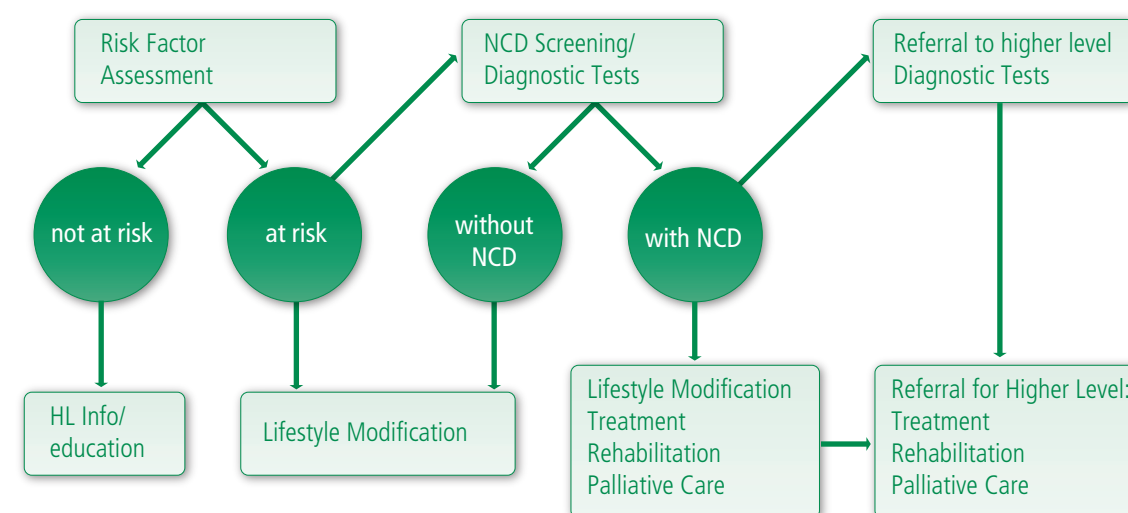 Risk Factor
Assessment
NCD Screening/
Diagnostic Tests
Referral to higher level
Diagnostic Tests
not at risk
at risk
without
NCD
with NCD
HL Info/
education
Lifestyle Modification
Lifestyle Modification
Treatment
Rehabilitation
Palliative Care
Referral for Higher Level:
Treatment
Rehabilitation
Palliative Care